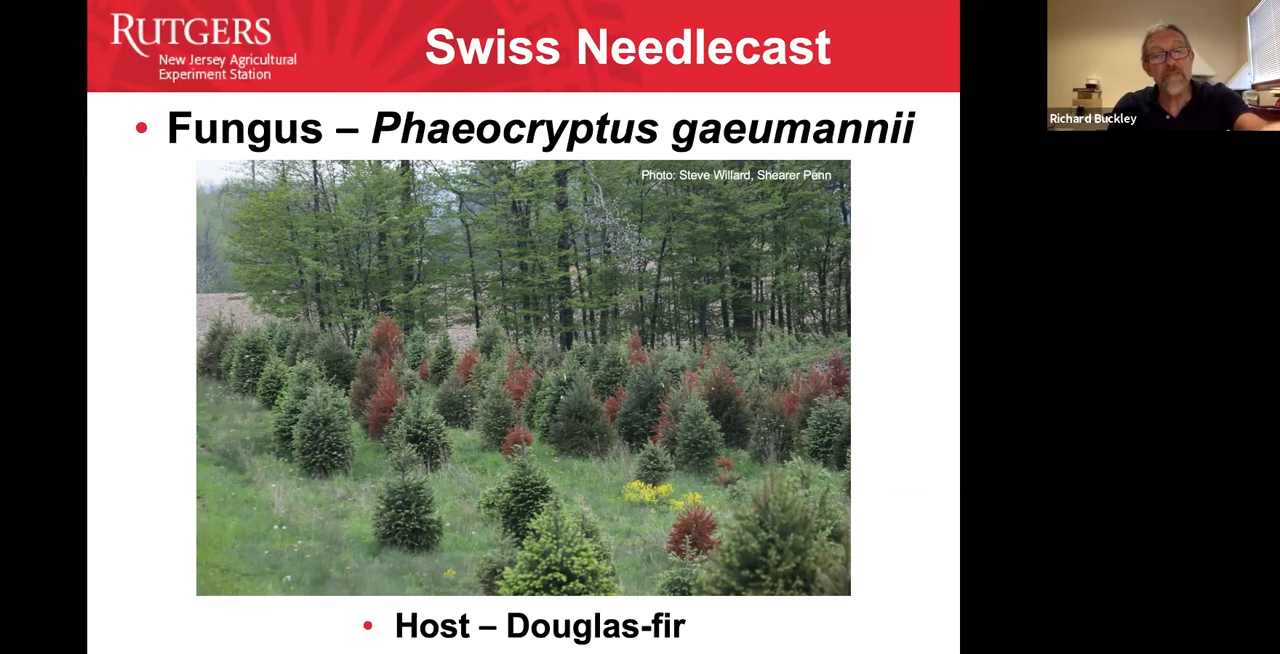 RUTGERS
New Jersey Agricultural
Experiment Station
Swiss Needlecast
• Fungus – Phaeocryptus gaeumannii
Photo: Steve Willard, Shearer Penn
• Host – Douglas-fir
Richard Buckley